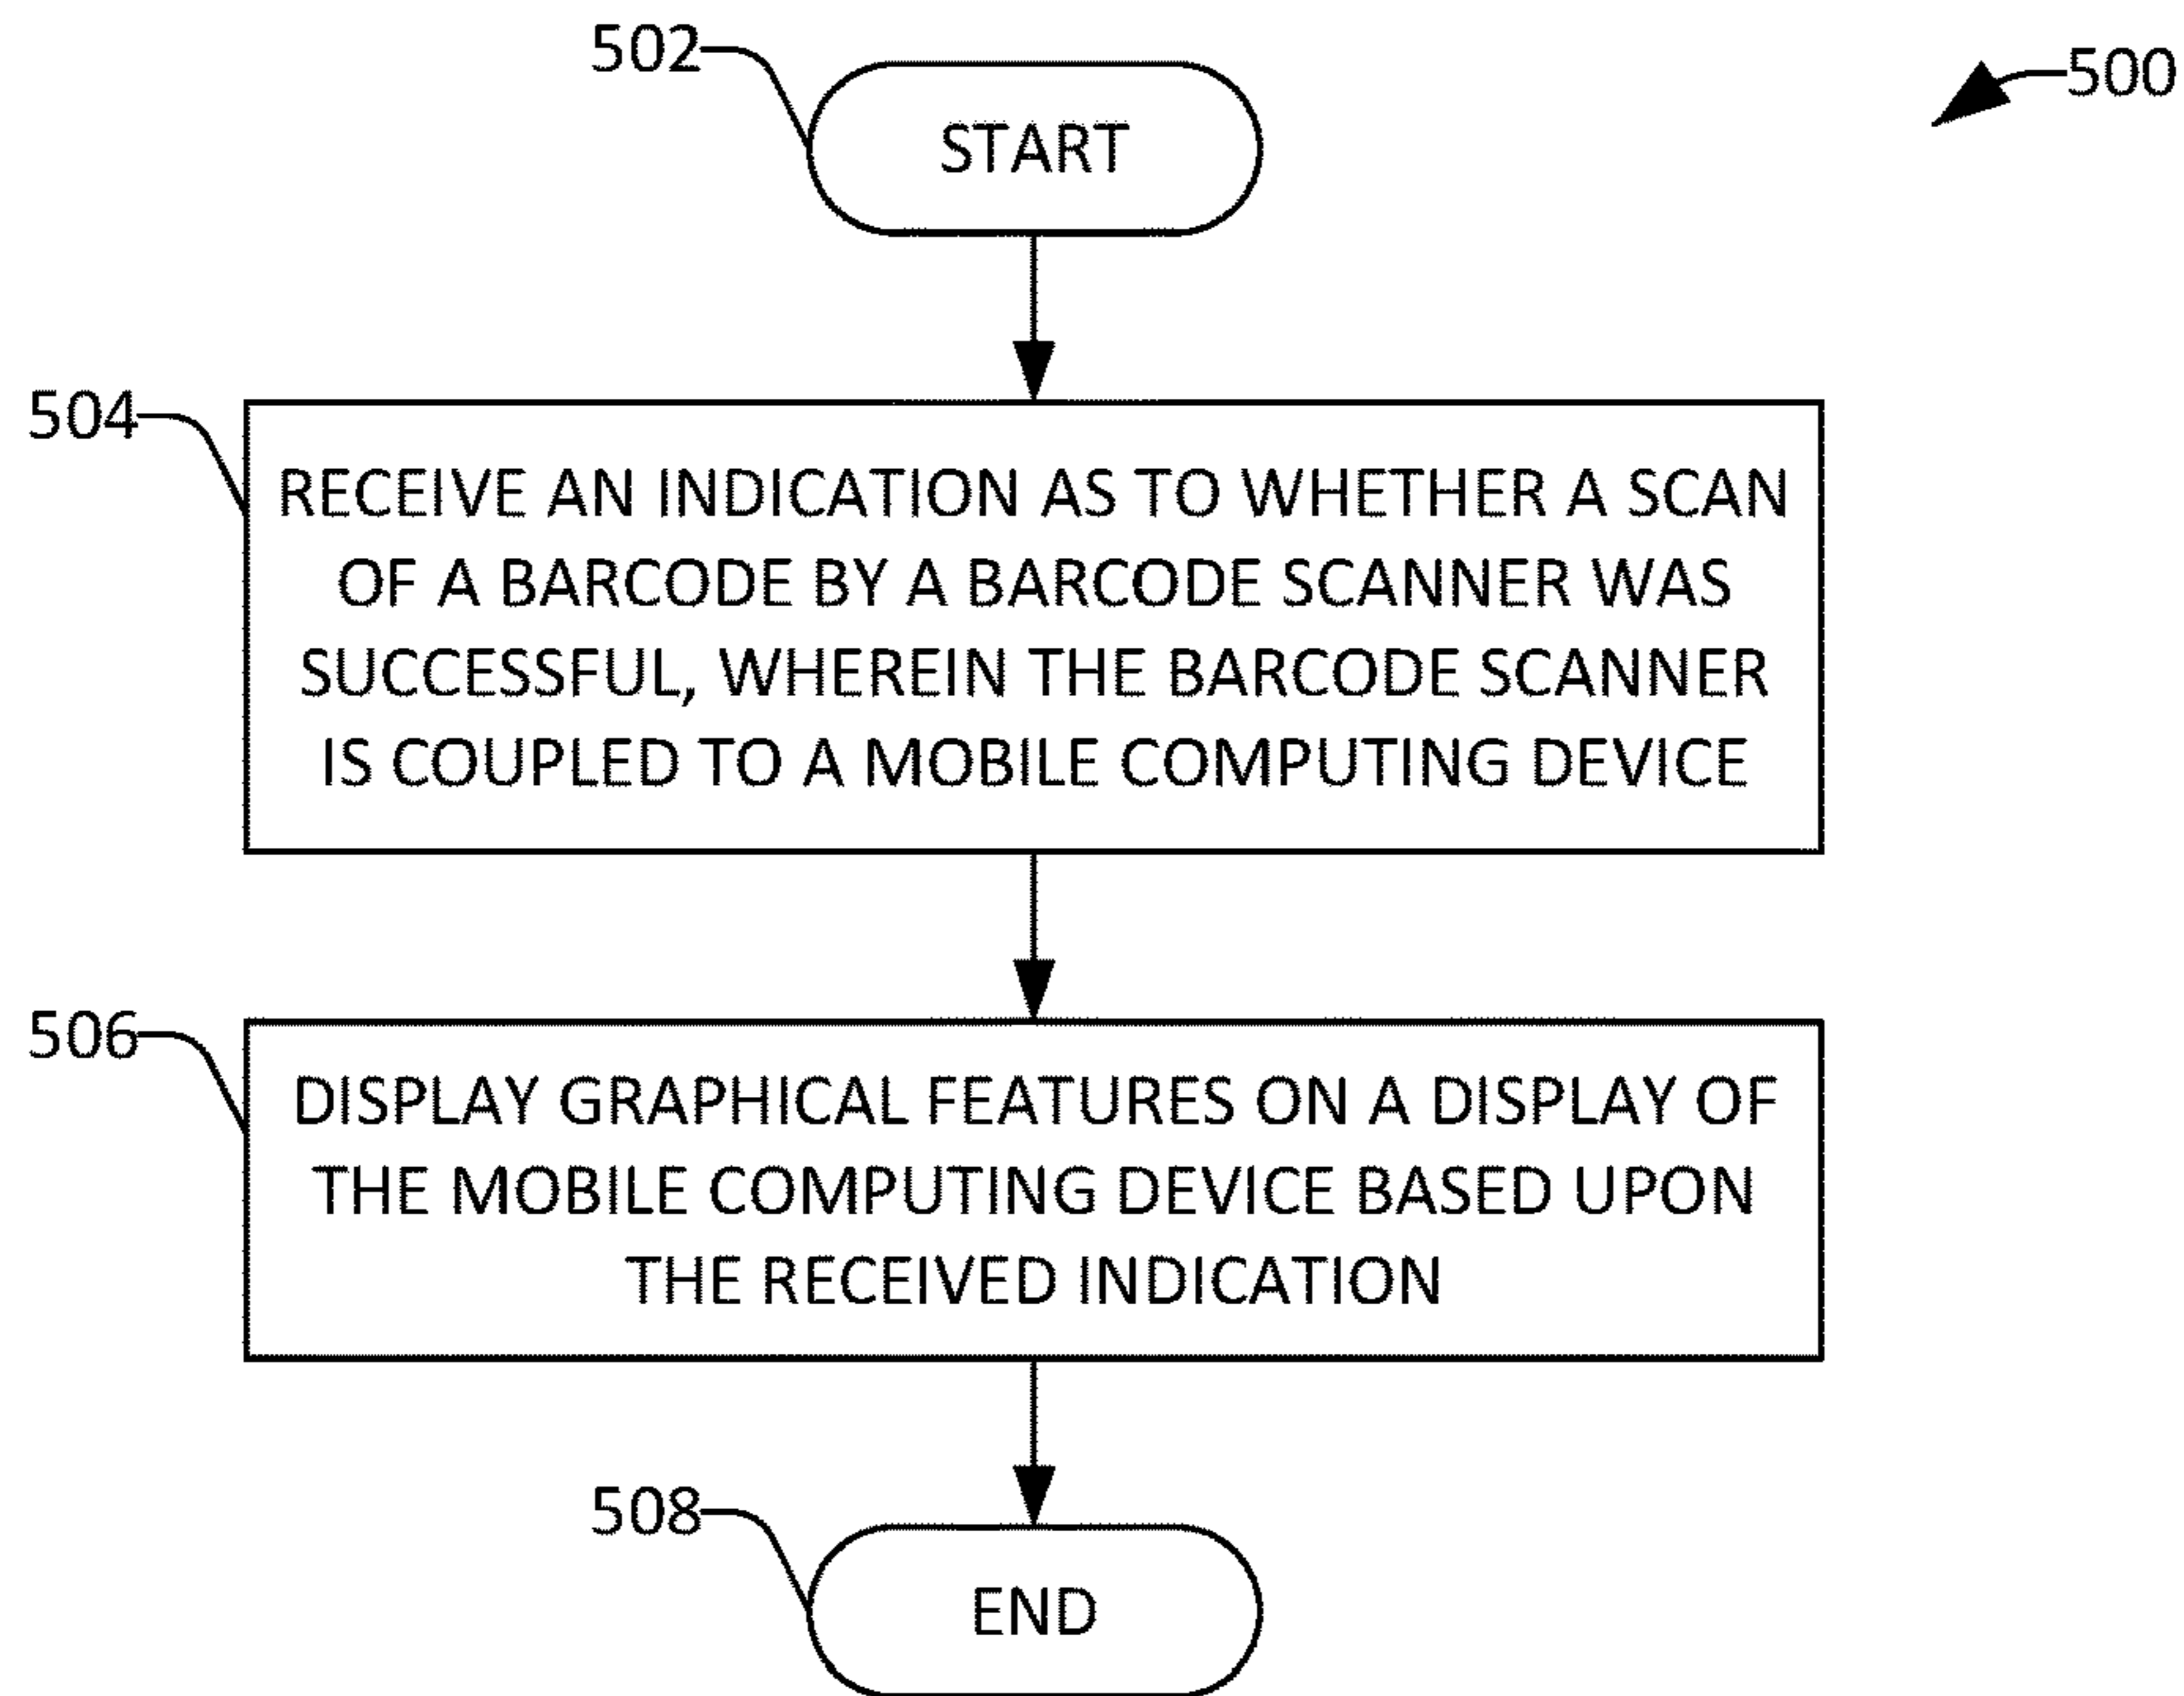 502
500
START
504
RECEIVE AN INDICATION AS TO WHETHER A SCAN
OF A BARCODE BY A BARCODE SCANNER WAS
SUCCESSFUL, WHEREIN THE BARCODE SCANNER
IS COUPLED TO A MOBILE COMPUTING DEVICE
506
DISPLAY GRAPHICAL FEATURES ON A DISPLAY OF
THE MOBILE COMPUTING DEVICE BASED UPON
THE RECEIVED INDICATION
508
END